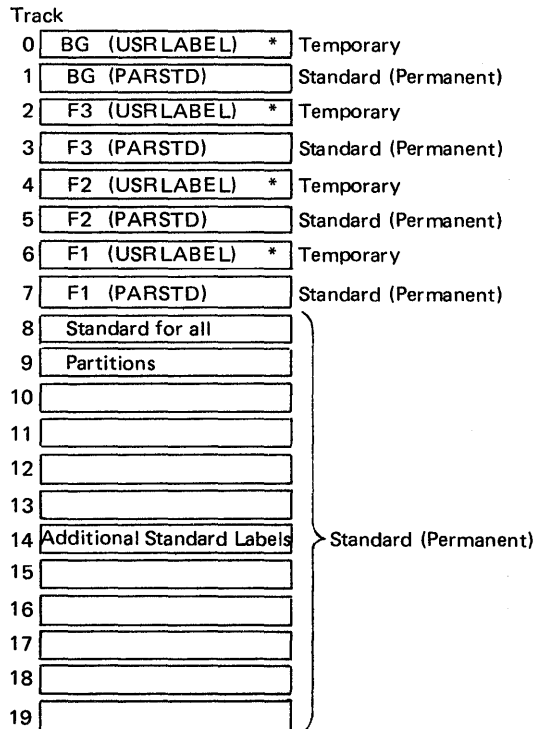 Track
0 BG (USRLABEL) * Temporary
1 BG (PARSTD) Standard (Permanent)
2 F3 (USRLABEL) * Temporary
3 F3 (PARSTD) Standard (Permanent)
4 F2 (USRLABEL) * Temporary
5 F2 (PARSTD) Standard (Permanent)
6 F1 (USRLABEL) * Temporary
7 F1 (PARSTD) Standard (Permanent)
8 Standard for all
9 Partitions
10
11
12
13
14 Additional Standard Labels Standard (Permanent)
15
16
17
18
19